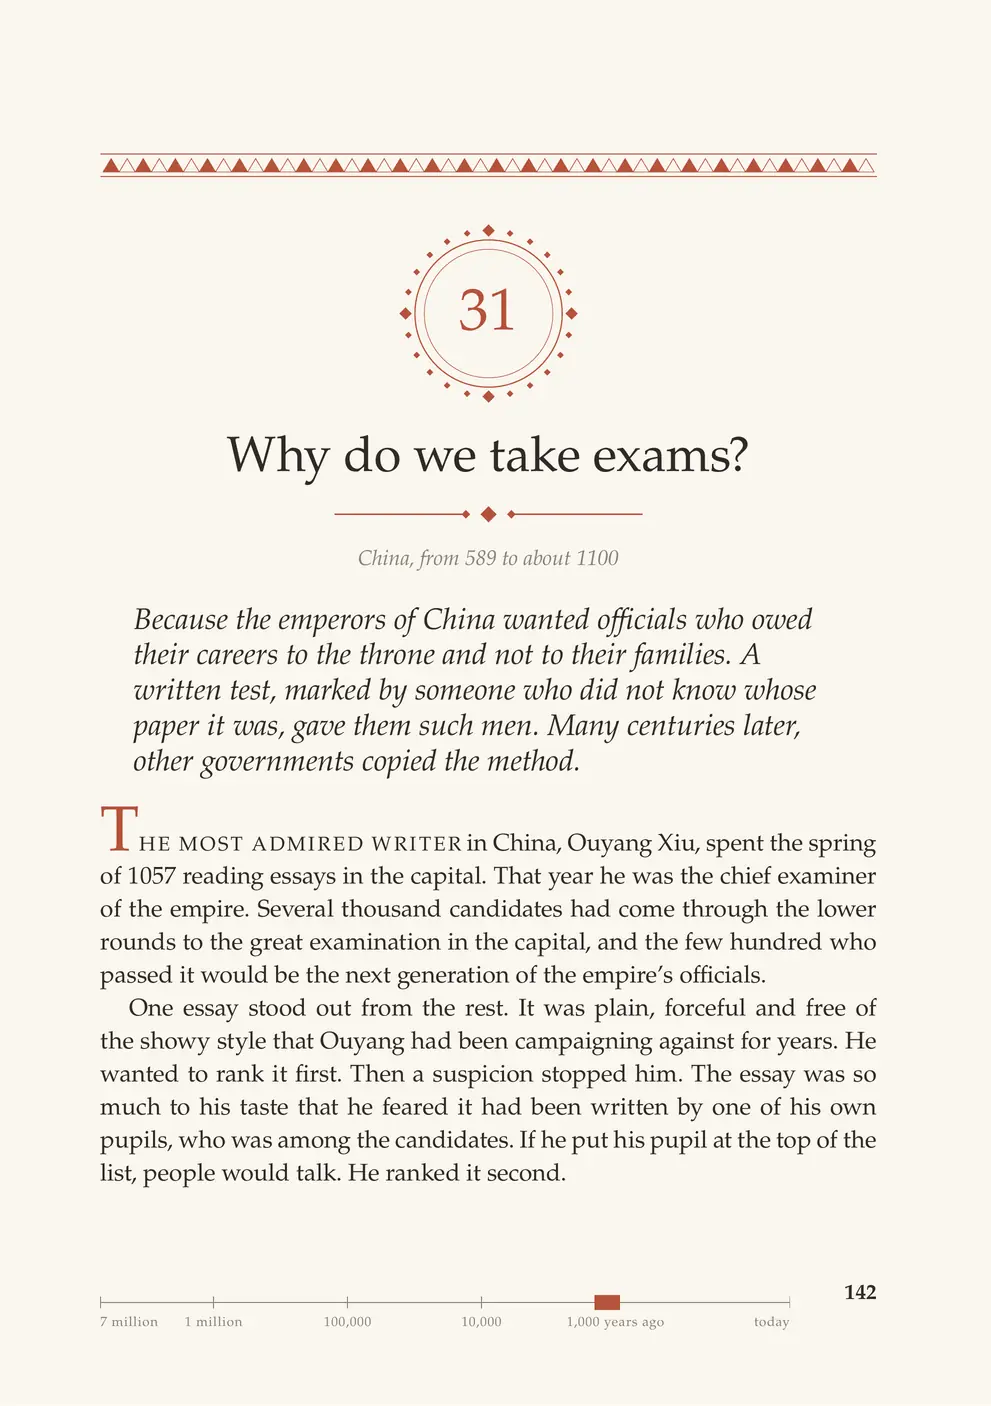 31
Why do we take exams?
China, from 589 to about 1100
Because the emperors of China wanted officials who owed
their careers to the throne and not to their families. A
written test, marked by someone who did not know whose
paper it was, gave them such men. Many centuries later,
other governments copied the method.
THE MOST ADMIRED WRITER in China, Ouyang Xiu, spent the spring
of 1057 reading essays in the capital. That year he was the chief examiner
of the empire. Several thousand candidates had come through the lower
rounds to the great examination in the capital, and the few hundred who
passed it would be the next generation of the empire's officials.
One essay stood out from the rest. It was plain, forceful and free of
the showy style that Ouyang had been campaigning against for years. He
wanted to rank it first. Then a suspicion stopped him. The essay was so
much to his taste that he feared it had been written by one of his own
pupils, who was among the candidates. If he put his pupil at the top of the
list, people would talk. He ranked it second.
142
7 million 1 million 100,000 10,000 1,000 years ago today